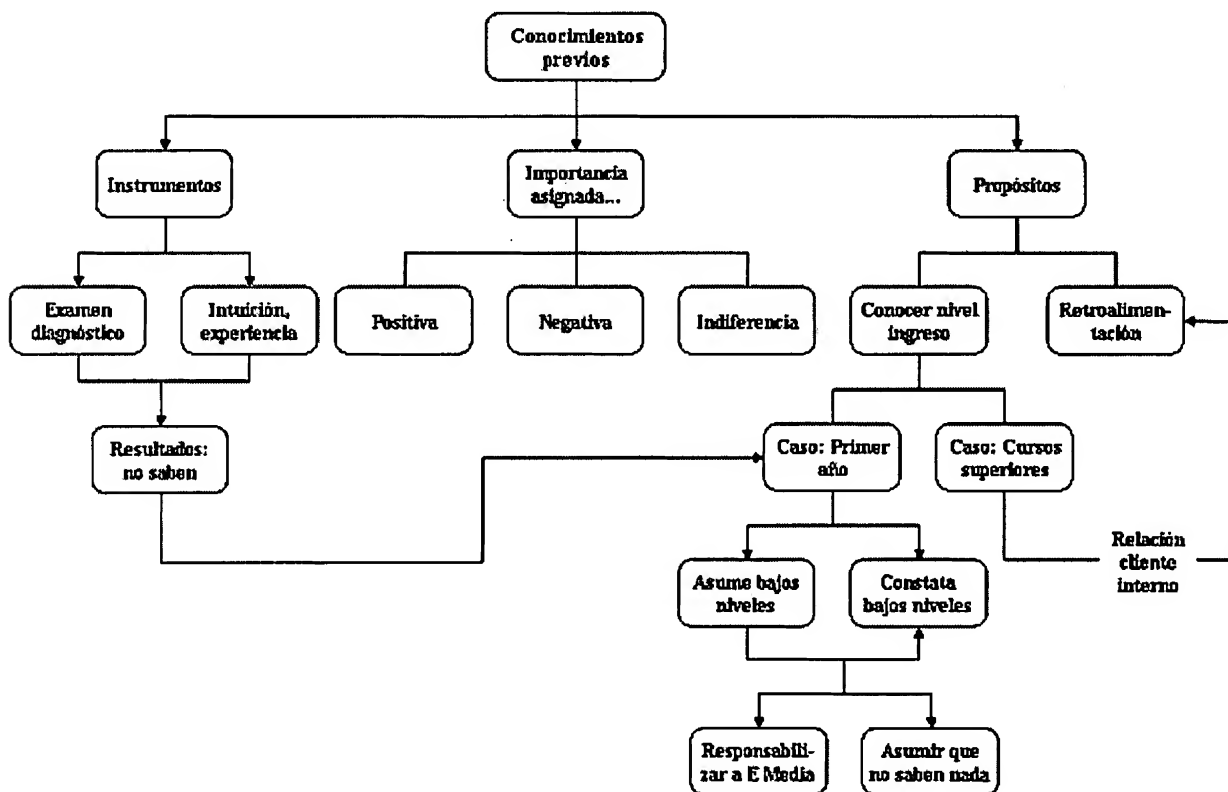 Conocimientos
previos
Instrumentos
Importancia
asignada...
Propósitos
Examen
diagnóstico
Intuición,
experiencia
Positiva
Negativa
Indiferencia
Conocer nivel
ingreso
Retroalimen-
tación
Resultados:
no saben
Caso: Primer
año
Caso: Cursos
superiores
Relación
cliente
interno
Asume bajos
niveles
Constata
bajos niveles
Responsabili-
zar a E Media
Asumir que
no saben nada